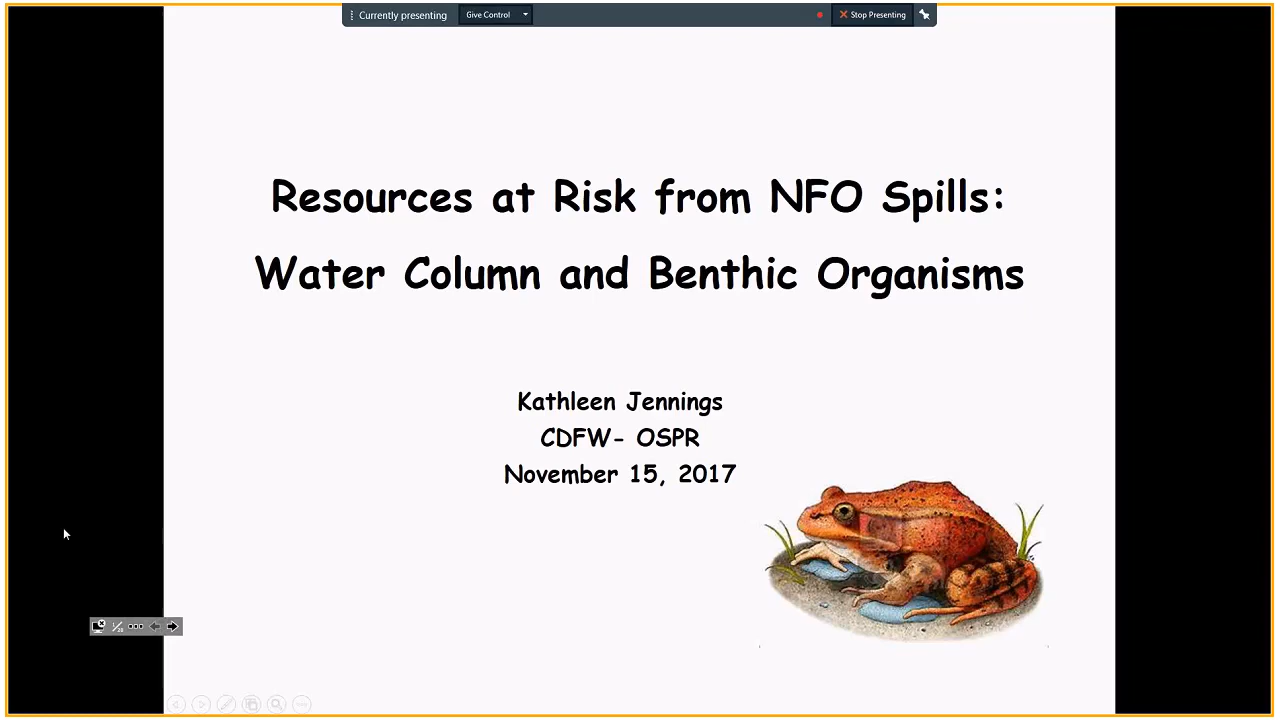 Currently presenting
Give Control
Stop Presenting
Resources at Risk from NFO Spills:
Water Column and Benthic Organisms
Kathleen Jennings
CDFW- OSPR
November 15, 2017